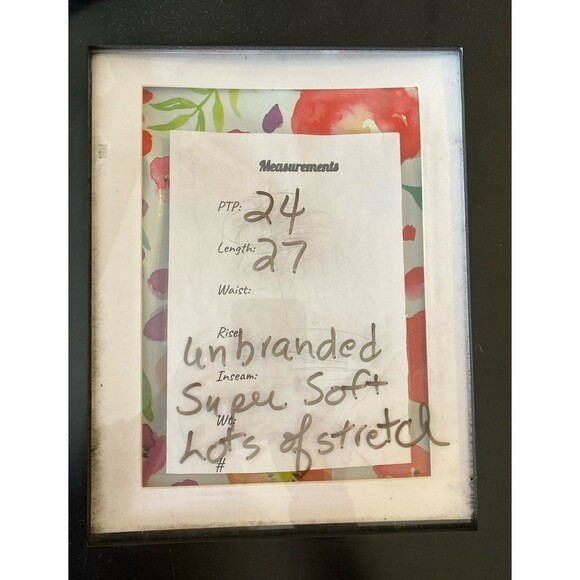 Measurements
PTP: 24
Length: 27
Waist:
Rise:
unbranded
Inseam:
Super Soft
Wt:
Lots of stretch
#